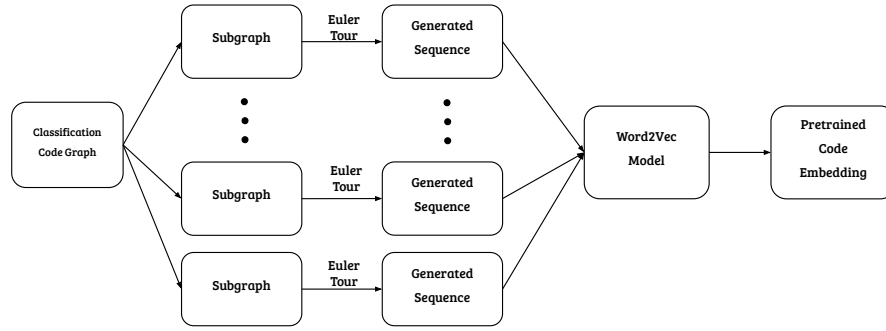 Classification
Code Graph
Subgraph
Euler
Tour
Generated
Sequence
Subgraph
Euler
Tour
Generated
Sequence
Subgraph
Euler
Tour
Generated
Sequence
Word2Vec
Model
Pretrained
Code
Embedding